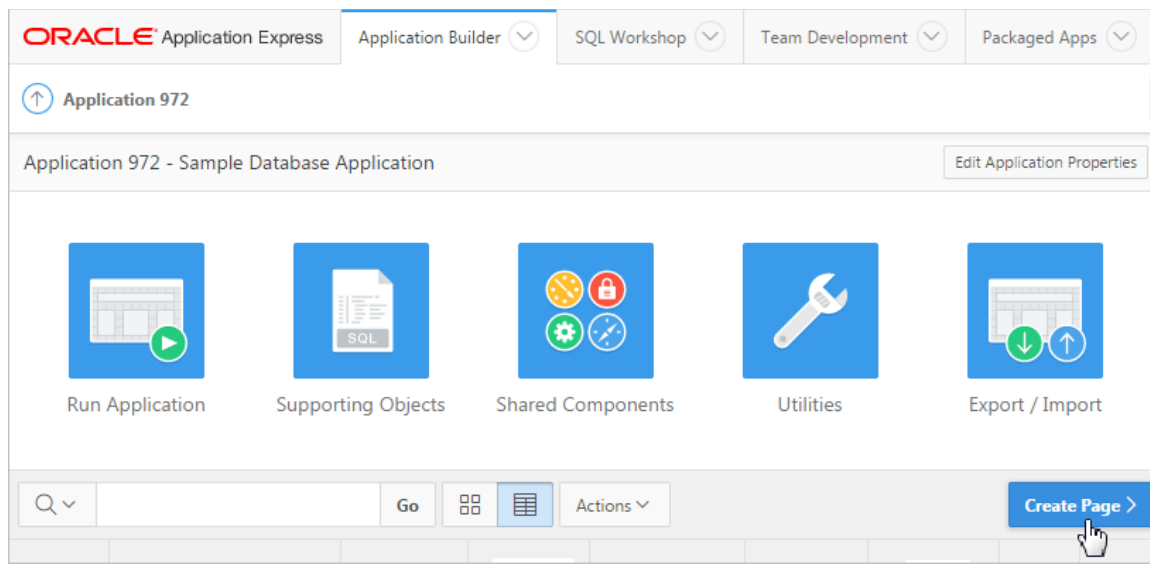 ORACLE Application Express Application Builder SQL Workshop Team Development Packaged Apps
Application 972
Application 972 - Sample Database Application Edit Application Properties
SQL
Run Application Supporting Objects Shared Components Utilities Export / Import
Go Actions Create Page